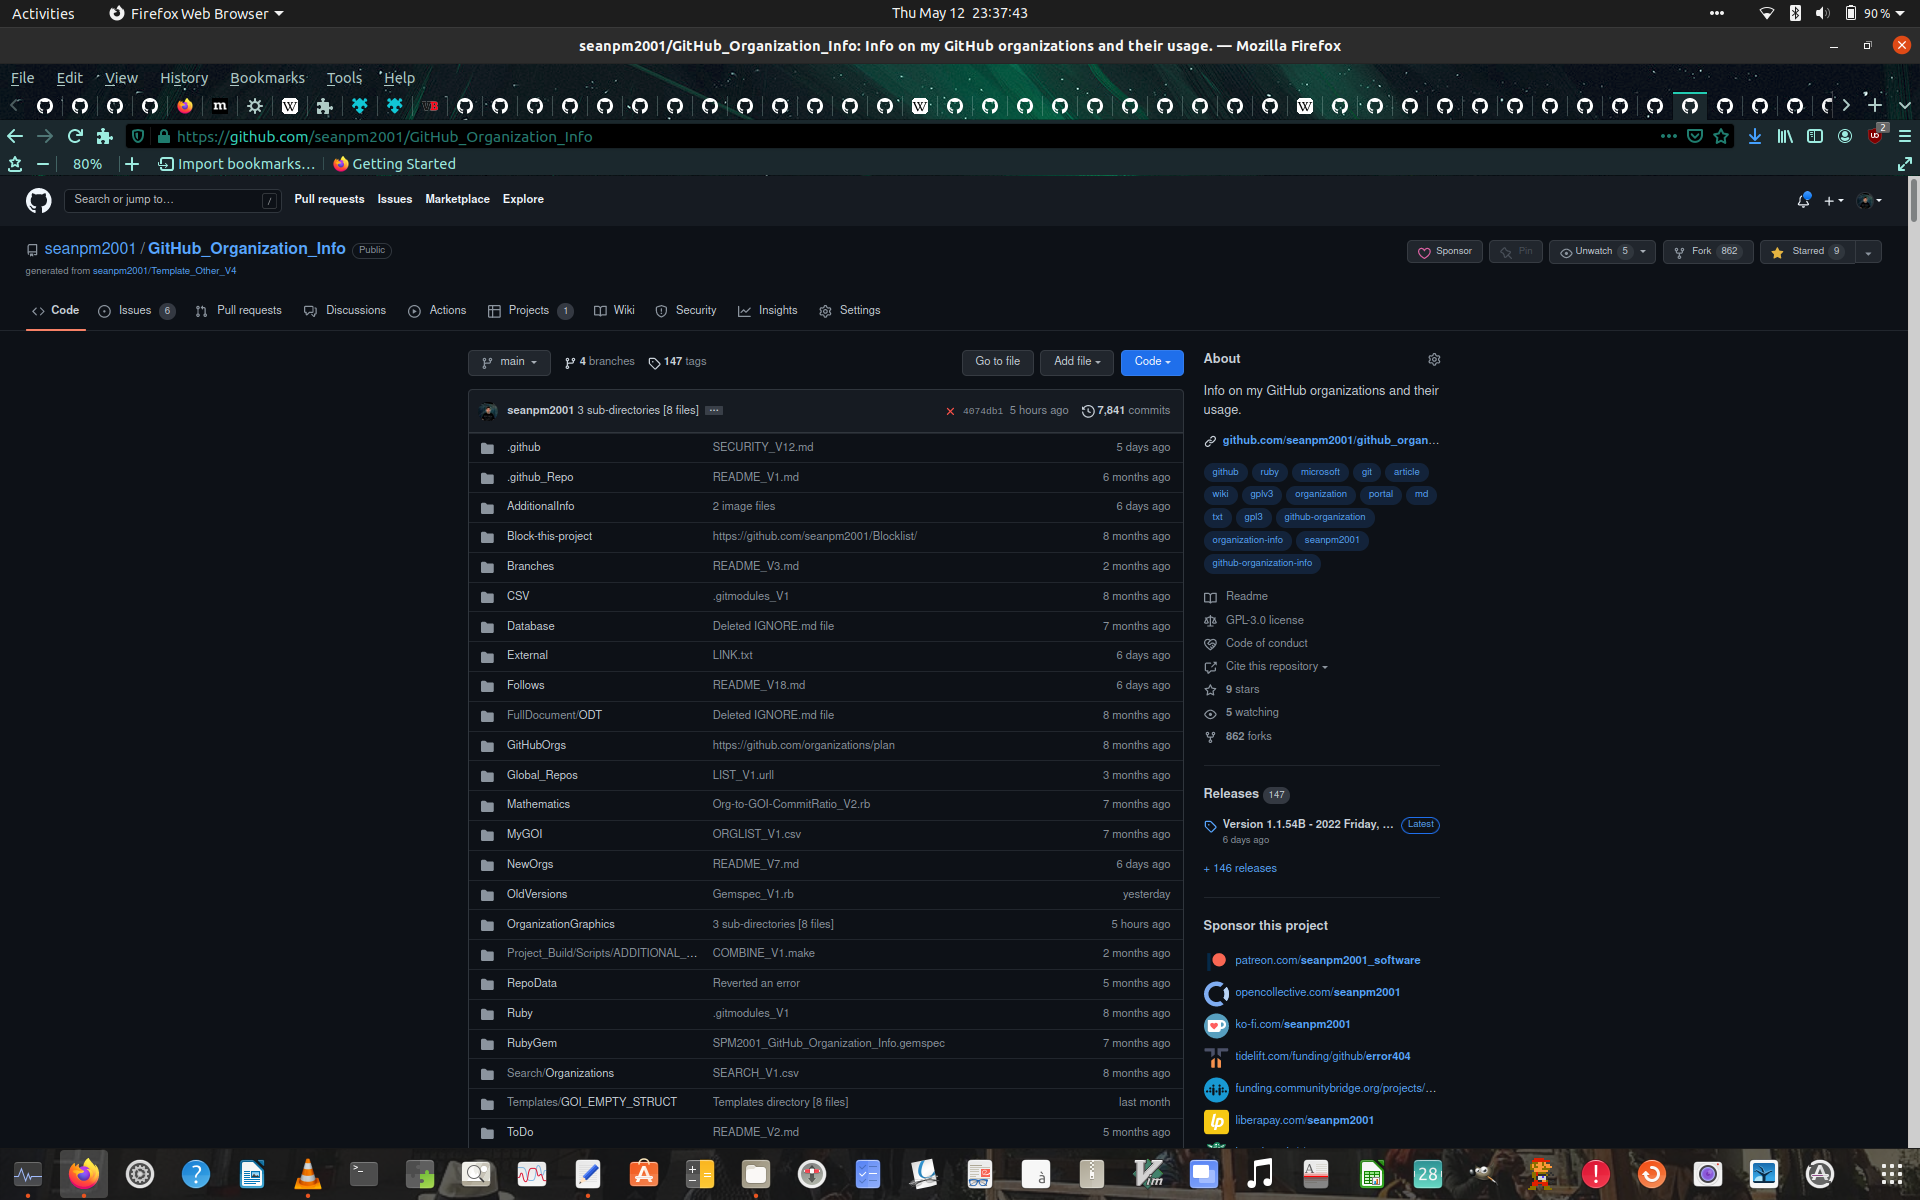 Activities
Firefox Web Browser
Thu May 12 23:37:43
90 %
seanpm2001/GitHub_Organization_Info: Info on my GitHub organizations and their usage. — Mozilla Firefox
File Edit View History Bookmarks Tools Help
https://github.com/seanpm2001/GitHub_Organization_Info
2
80%
Import bookmarks...
Getting Started
Search or jump to...
/
Pull requests Issues Marketplace Explore
seanpm2001 / GitHub_Organization_Info Public
generated from seanpm2001/Template_Other_V4
Sponsor
Pin
Unwatch 5
Fork 862
Starred 9
Code
Issues 6
Pull requests
Discussions
Actions
Projects 1
Wiki
Security
Insights
Settings
main
4 branches
147 tags
Go to file
Add file
Code
seanpm2001 3 sub-directories [8 files] ...
4074db1 5 hours ago
7,841 commits
.github SECURITY_V12.md 5 days ago
.github_Repo README_V1.md 6 months ago
AdditionalInfo 2 image files 6 days ago
Block-this-project https://github.com/seanpm2001/Blocklist/ 8 months ago
Branches README_V3.md 2 months ago
CSV .gitmodules_V1 8 months ago
Database Deleted IGNORE.md file 7 months ago
External LINK.txt 6 days ago
Follows README_V18.md 6 days ago
FullDocument/ODT Deleted IGNORE.md file 8 months ago
GitHubOrgs https://github.com/organizations/plan 8 months ago
Global_Repos LIST_V1.urll 3 months ago
Mathematics Org-to-GOI-CommitRatio_V2.rb 7 months ago
MyGOI ORGLIST_V1.csv 7 months ago
NewOrgs README_V7.md 6 days ago
OldVersions Gemspec_V1.rb yesterday
OrganizationGraphics 3 sub-directories [8 files] 5 hours ago
Project_Build/Scripts/ADDITIONAL_... COMBINE_V1.make 2 months ago
RepoData Reverted an error 5 months ago
Ruby .gitmodules_V1 8 months ago
RubyGem SPM2001_GitHub_Organization_Info.gemspec 7 months ago
Search/Organizations SEARCH_V1.csv 8 months ago
Templates/GOI_EMPTY_STRUCT Templates directory [8 files] last month
ToDo README_V2.md 5 months ago
About
Info on my GitHub organizations and their
usage.
github.com/seanpm2001/github_organ...
github ruby microsoft git article
wiki gplv3 organization portal md
txt gpl3 github-organization
organization-info seanpm2001
github-organization-info
Readme
GPL-3.0 license
Code of conduct
Cite this repository
9 stars
5 watching
862 forks
Releases 147
Version 1.1.54B - 2022 Friday, ... Latest
6 days ago
+ 146 releases
Sponsor this project
patreon.com/seanpm2001_software
opencollective.com/seanpm2001
ko-fi.com/seanpm2001
tidelift.com/funding/github/error404
funding.communitybridge.org/projects/...
lp
liberapay.com/seanpm2001
28